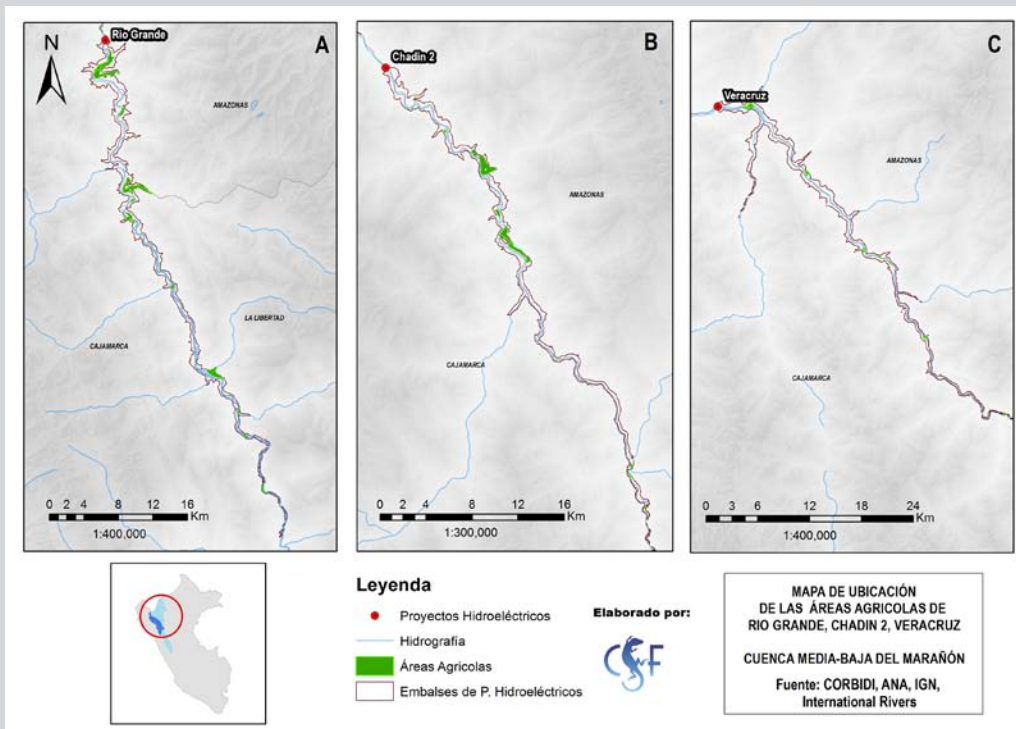 Rio Grande
A
N
AMAZONAS
LA LIBERTAD
CAJAMARCA
0 2 4 8 12 16
Km
1:400,000
B
Chadin 2
AMAZONAS
CAJAMARCA
0 2 4 8 12 16
Km
1:300,000
C
Veracruz
AMAZONAS
CAJAMARCA
0 3 6 12 18 24
Km
1:400,000
Leyenda
Proyectos Hidroeléctricos
Hidrografía
Áreas Agricolas
Embalses de P. Hidroeléctricos
Elaborado por:
CSF
MAPA DE UBICACIÓN
DE LAS ÁREAS AGRICOLAS DE
RIO GRANDE, CHADIN 2, VERACRUZ
CUENCA MEDIA-BAJA DEL MARAÑÓN
Fuente: CORBIDI, ANA, IGN,
International Rivers